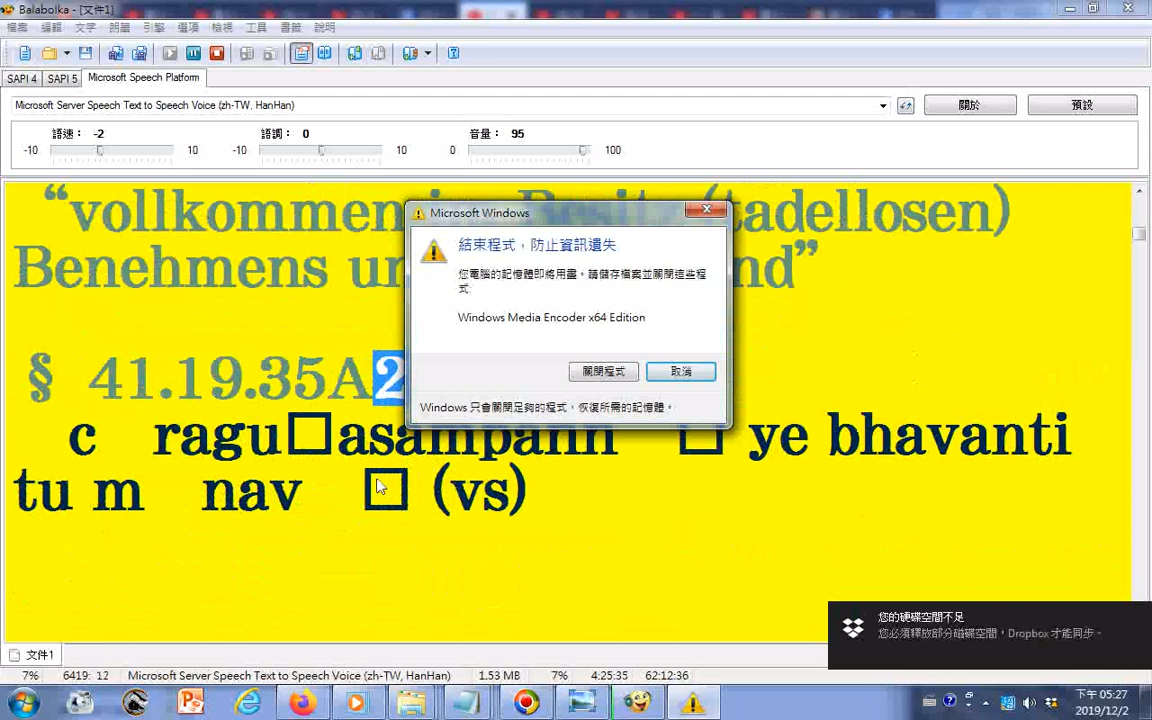 Balabolka - [文件1]
檔案 編輯 文字 朗讀 引擎 選項 檢視 工具 書籤 說明
SAPI 4 SAPI 5 Microsoft Speech Platform
Microsoft Server Speech Text to Speech Voice (zh-TW, HanHan) 關於 預設
語速： -2 語調： 0 音量： 95
-10 10 -10 10 0 100
“vollkommen in Besitz (tadellosen)
Benehmens un nd”
§ 41.19.35A2
c ragu□asampann □ ye bhavanti
tu m nav □ (vs)
Microsoft Windows
結束程式，防止資訊遺失
您電腦的記憶體即將用盡。請儲存檔案並關閉這些程
式:
Windows Media Encoder x64 Edition
關閉程式 取消
Windows 只會關閉足夠的程式，恢復所需的記憶體。
您的硬碟空間不足
您必須釋放部分磁碟空間，Dropbox 才能同步。
文件1
7% 6419: 12 Microsoft Server Speech Text to Speech Voice (zh-TW, HanHan) 1.53 MB 7% 4:25:35 62:12:36
下午 05:27
2019/12/2